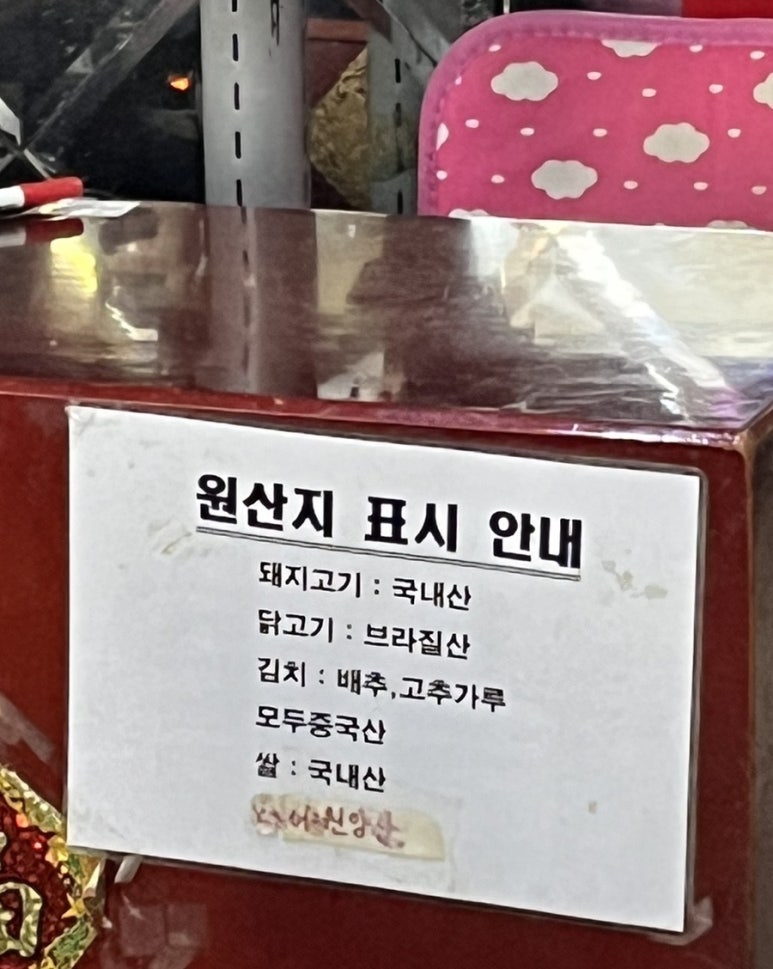 원산지 표시 안내
돼지고기 : 국내산
닭고기 : 브라질산
김치 : 배추,고추가루
모두중국산
쌀 : 국내산